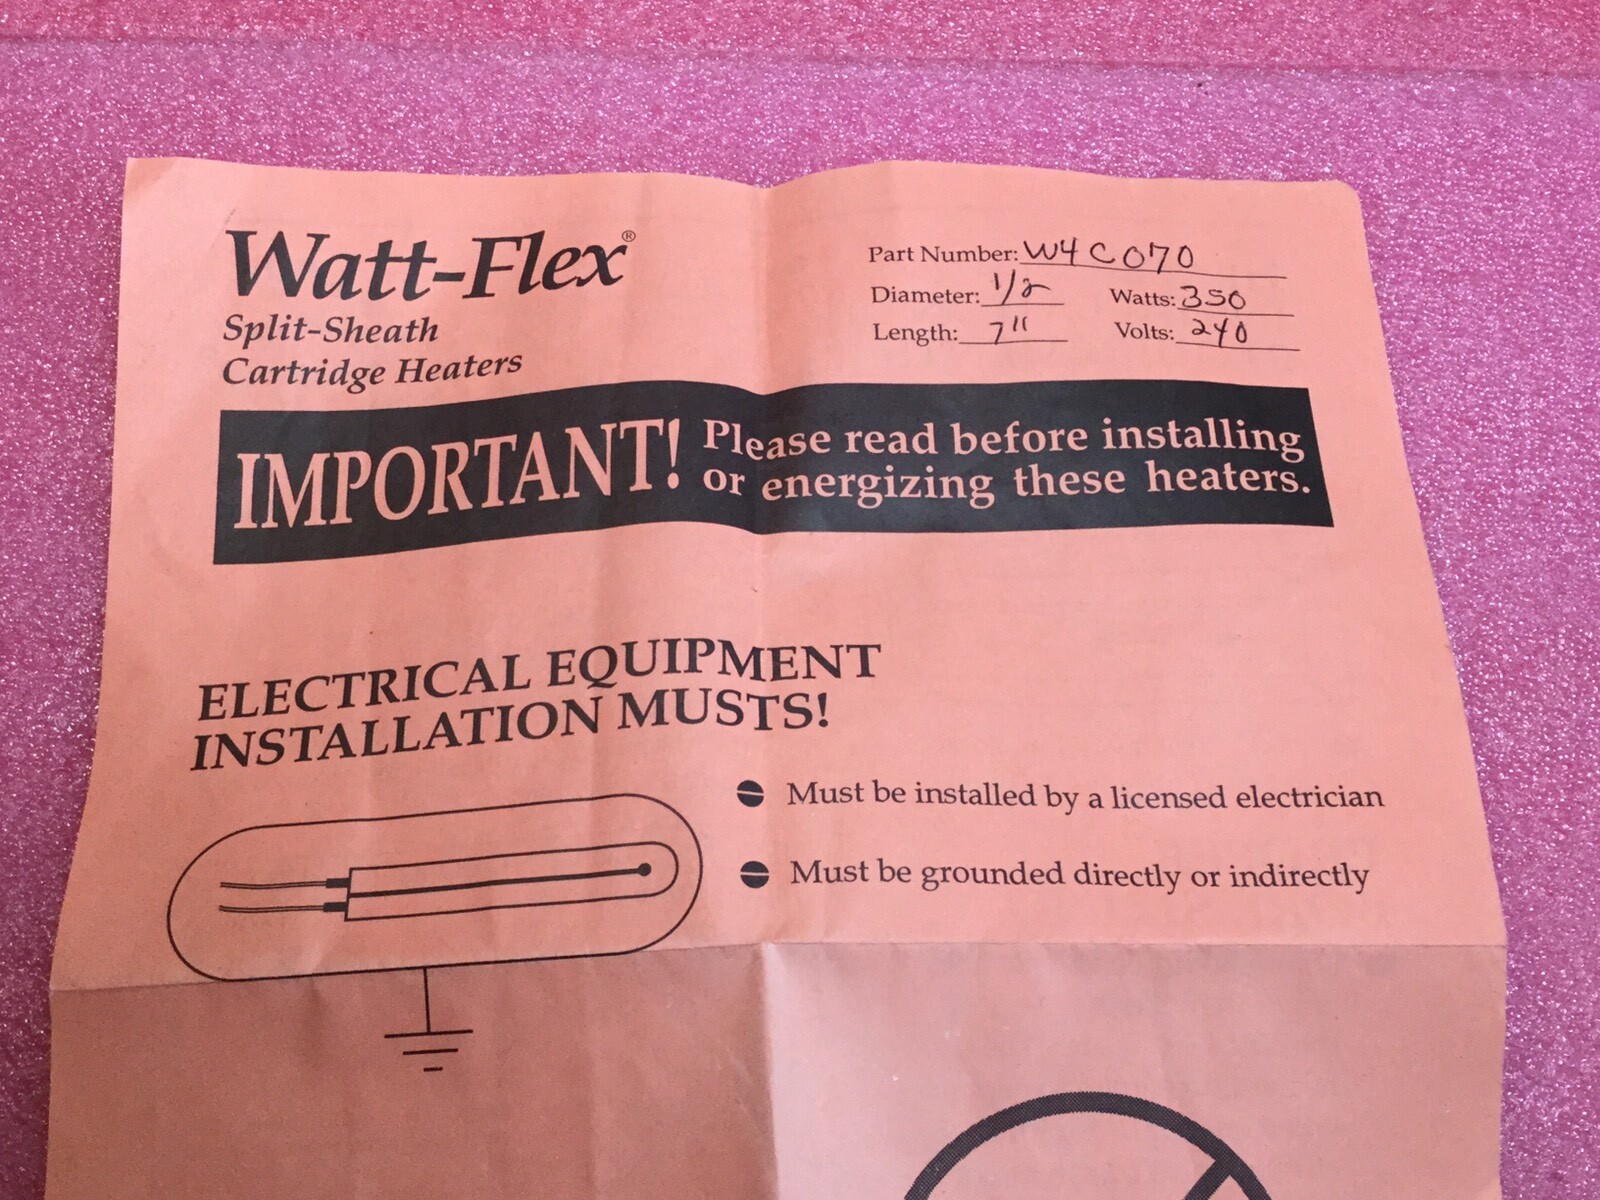 Watt-Flex®
Split-Sheath
Cartridge Heaters
Part Number: W4C070
Diameter: 1/2 Watts: 350
Length: 7" Volts: 240
IMPORTANT! Please read before installing
or energizing these heaters.
ELECTRICAL EQUIPMENT
INSTALLATION MUSTS!
Must be installed by a licensed electrician
Must be grounded directly or indirectly